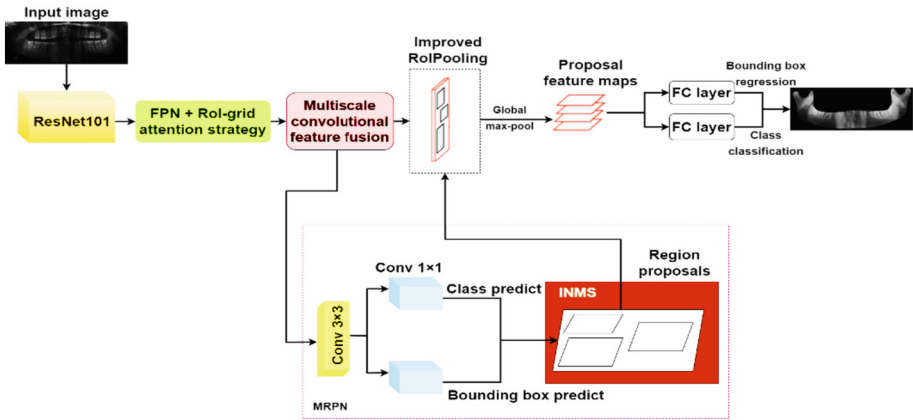 Input image
ResNet101
FPN + RoI-grid
attention strategy
Multiscale
convolutional
feature fusion
Improved
RoIPooling
Global
max-pool
Proposal
feature maps
Bounding box
regression
FC layer
FC layer
Class
classification
Conv 3×3
Conv 1×1
Class predict
Bounding box predict
Region
proposals
INMS
MRPN